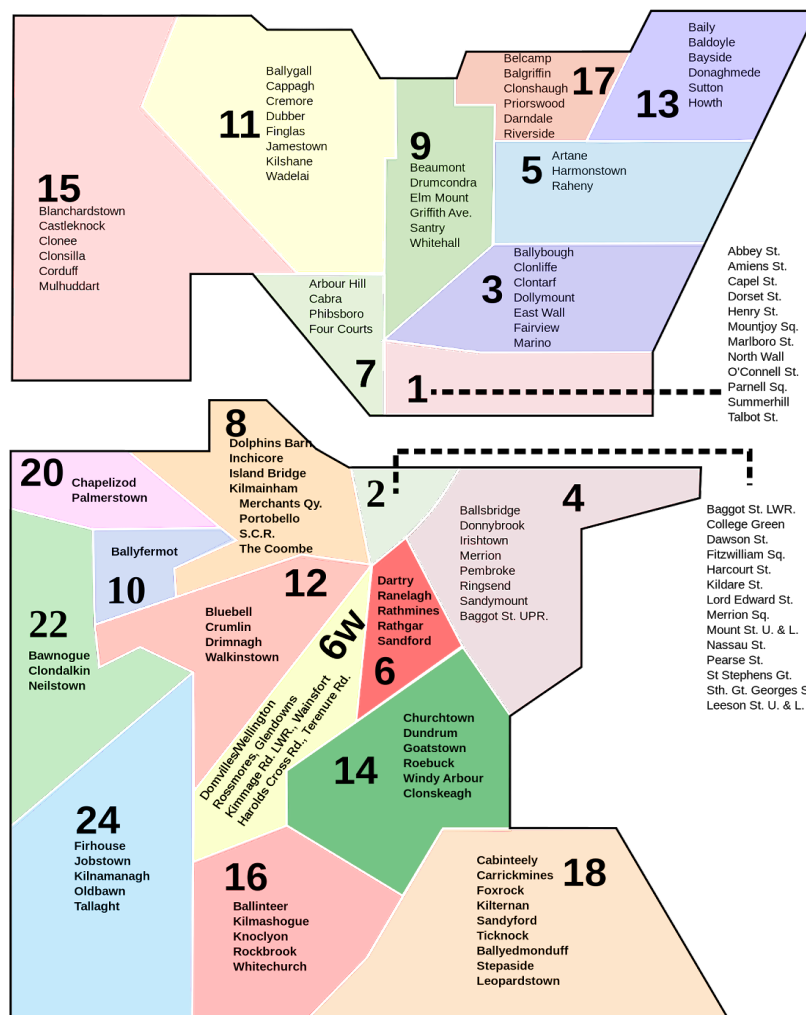 15
Blanchardstown
Castleknock
Clonee
Clonsilla
Corduff
Mulhuddart
11
Ballygall
Cappagh
Cremore
Dubber
Finglas
Jamestown
Kilshane
Wadelai
9
Beaumont
Drumcondra
Elm Mount
Griffith Ave.
Santry
Whitehall
17
Belcamp
Balgriffin
Clonshaugh
Priorswood
Darndale
Riverside
13
Baily
Baldoyle
Bayside
Donaghmede
Sutton
Howth
5
Artane
Harmonstown
Raheny
3
Ballybough
Clonliffe
Clontarf
Dollymount
East Wall
Fairview
Marino
Arbour Hill
Cabra
Phibsboro
Four Courts
7
1
Abbey St.
Amiens St.
Capel St.
Dorset St.
Henry St.
Mountjoy Sq.
Marlboro St.
North Wall
O'Connell St.
Parnell Sq.
Summerhill
Talbot St.
20
Chapelizod
Palmerstown
8
Dolphins Barn
Inchicore
Island Bridge
Kilmainham
Merchants Qy.
Portobello
S.C.R.
The Coombe
2
Baggot St. LWR.
College Green
Dawson St.
Fitzwilliam Sq.
Harcourt St.
Kildare St.
Lord Edward St.
Merrion Sq.
Mount St. U. & L.
Nassau St.
Pearse St.
St Stephens Gt.
Sth. Gt. Georges S
Leeson St. U. & L.
4
Ballsbridge
Donnybrook
Irishtown
Merrion
Pembroke
Ringsend
Sandymount
Baggot St. UPR.
Ballyfermot
10
22
Bawnogue
Clondalkin
Neilstown
12
Bluebell
Crumlin
Drimnagh
Walkinstown
6w
Domvilles/Wellington
Rossmores, Glendowns
Kimmage Rd. LWR., Wainsfort
Harolds Cross Rd., Terenure Rd.
Dartry
Ranelagh
Rathmines
Rathgar
Sandford
6
14
Churchtown
Dundrum
Goatstown
Roebuck
Windy Arbour
Clonskeagh
24
Firhouse
Jobstown
Kilnamanagh
Oldbawn
Tallaght
16
Ballinteer
Kilmashogue
Knoclyon
Rockbrook
Whitechurch
18
Cabinteely
Carrickmines
Foxrock
Kilternan
Sandyford
Ticknock
Ballyedmonduff
Stepaside
Leopardstown